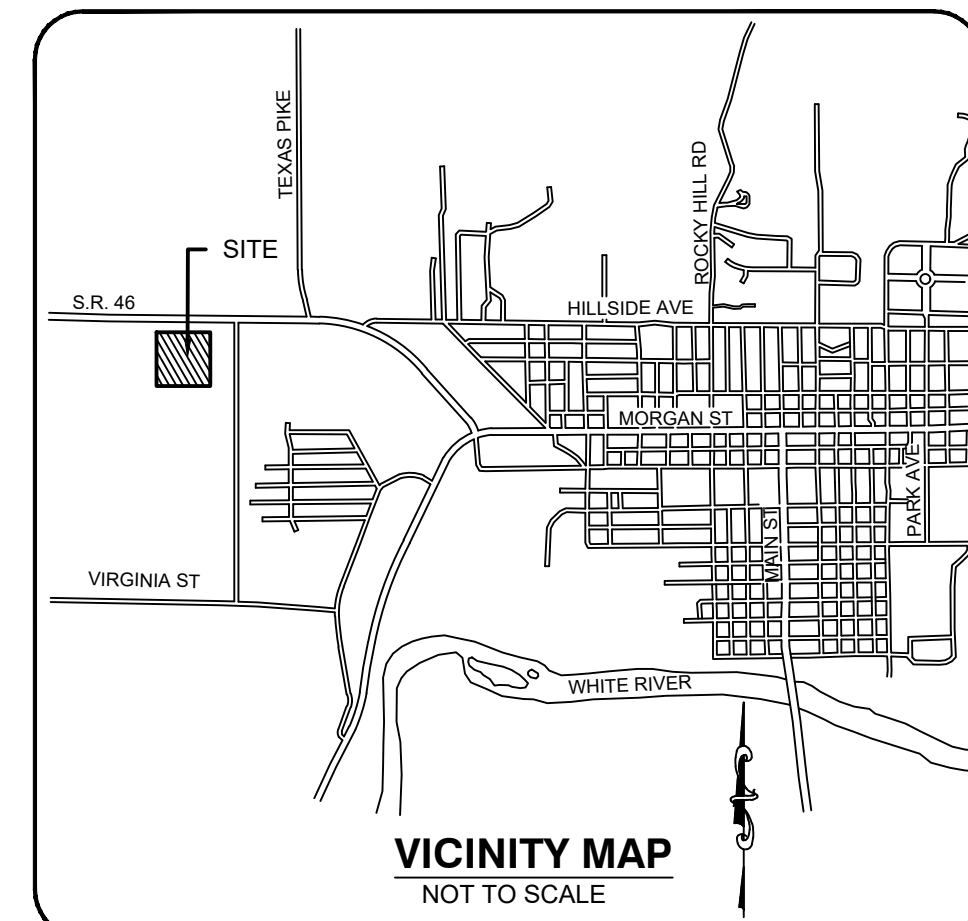 TEXAS PIKE
ROCKY HILL RD
SITE
S.R. 46
HILLSIDE AVE
MORGAN ST
PARK AVE
MAIN ST
VIRGINIA ST
WHITE RIVER
VICINITY MAP
NOT TO SCALE